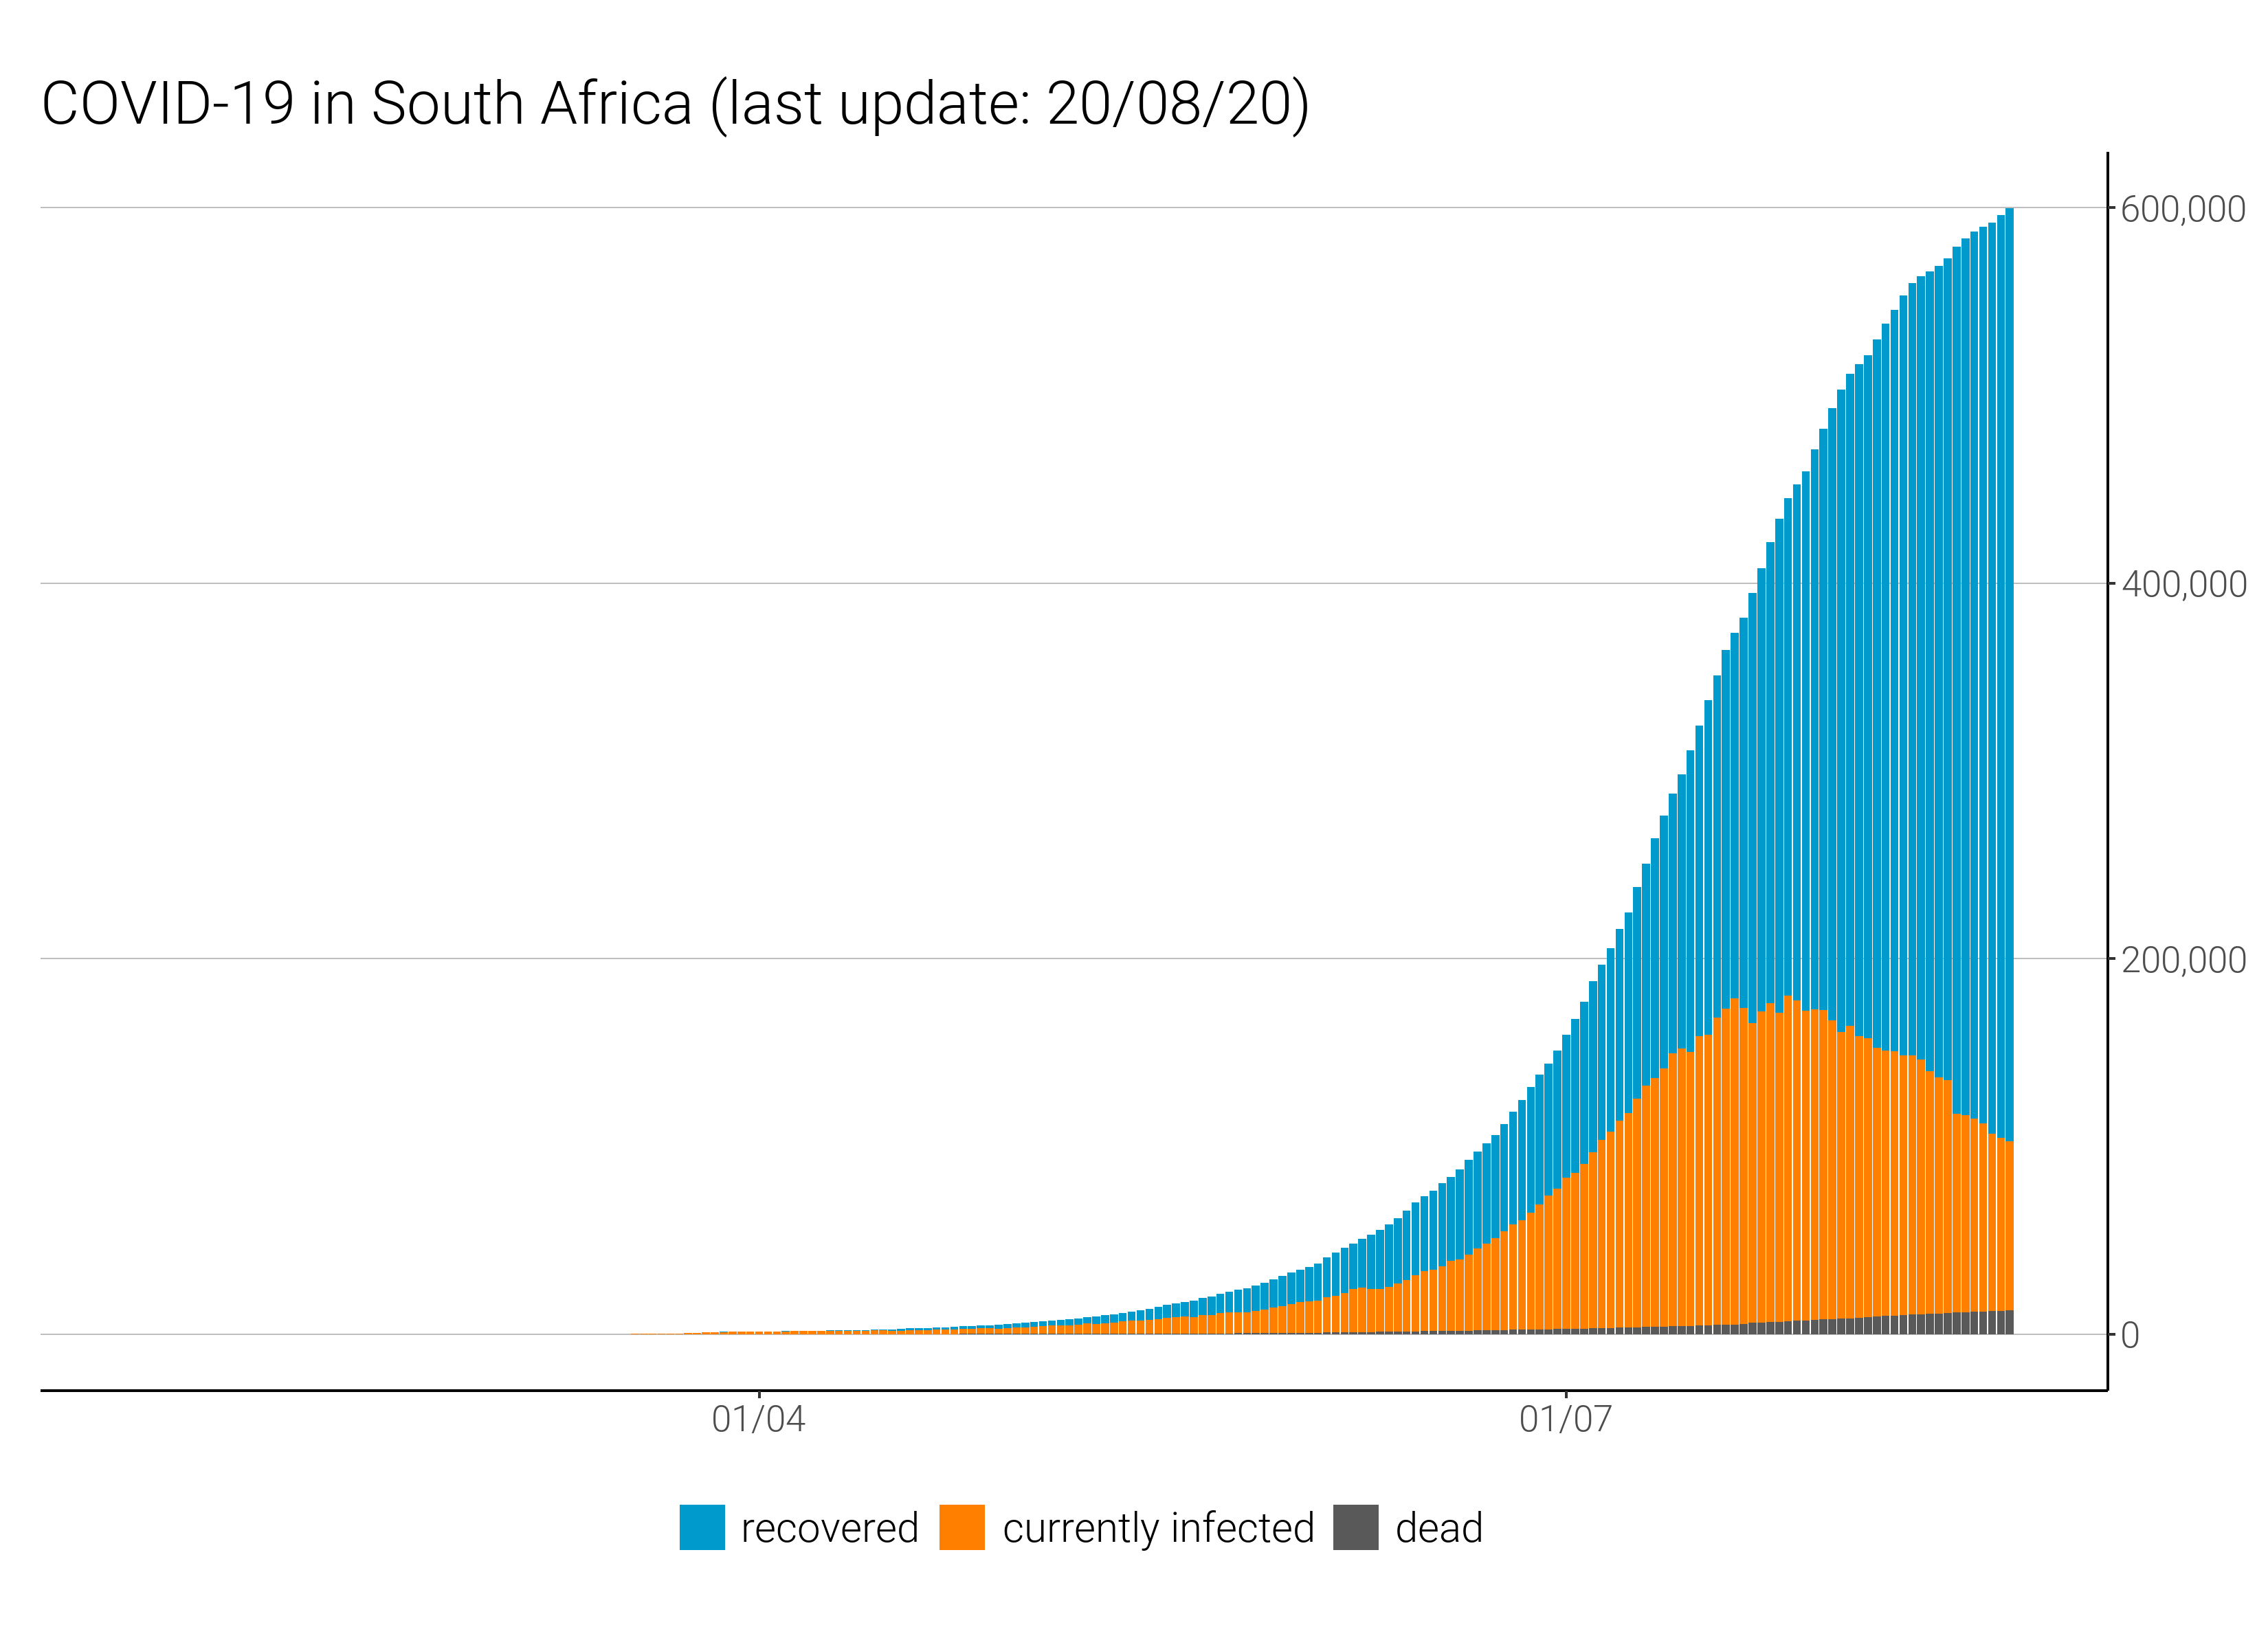 COVID-19 in South Africa (last update: 20/08/20)
600,000
400,000
200,000
0
01/04 01/07
recovered currently infected dead